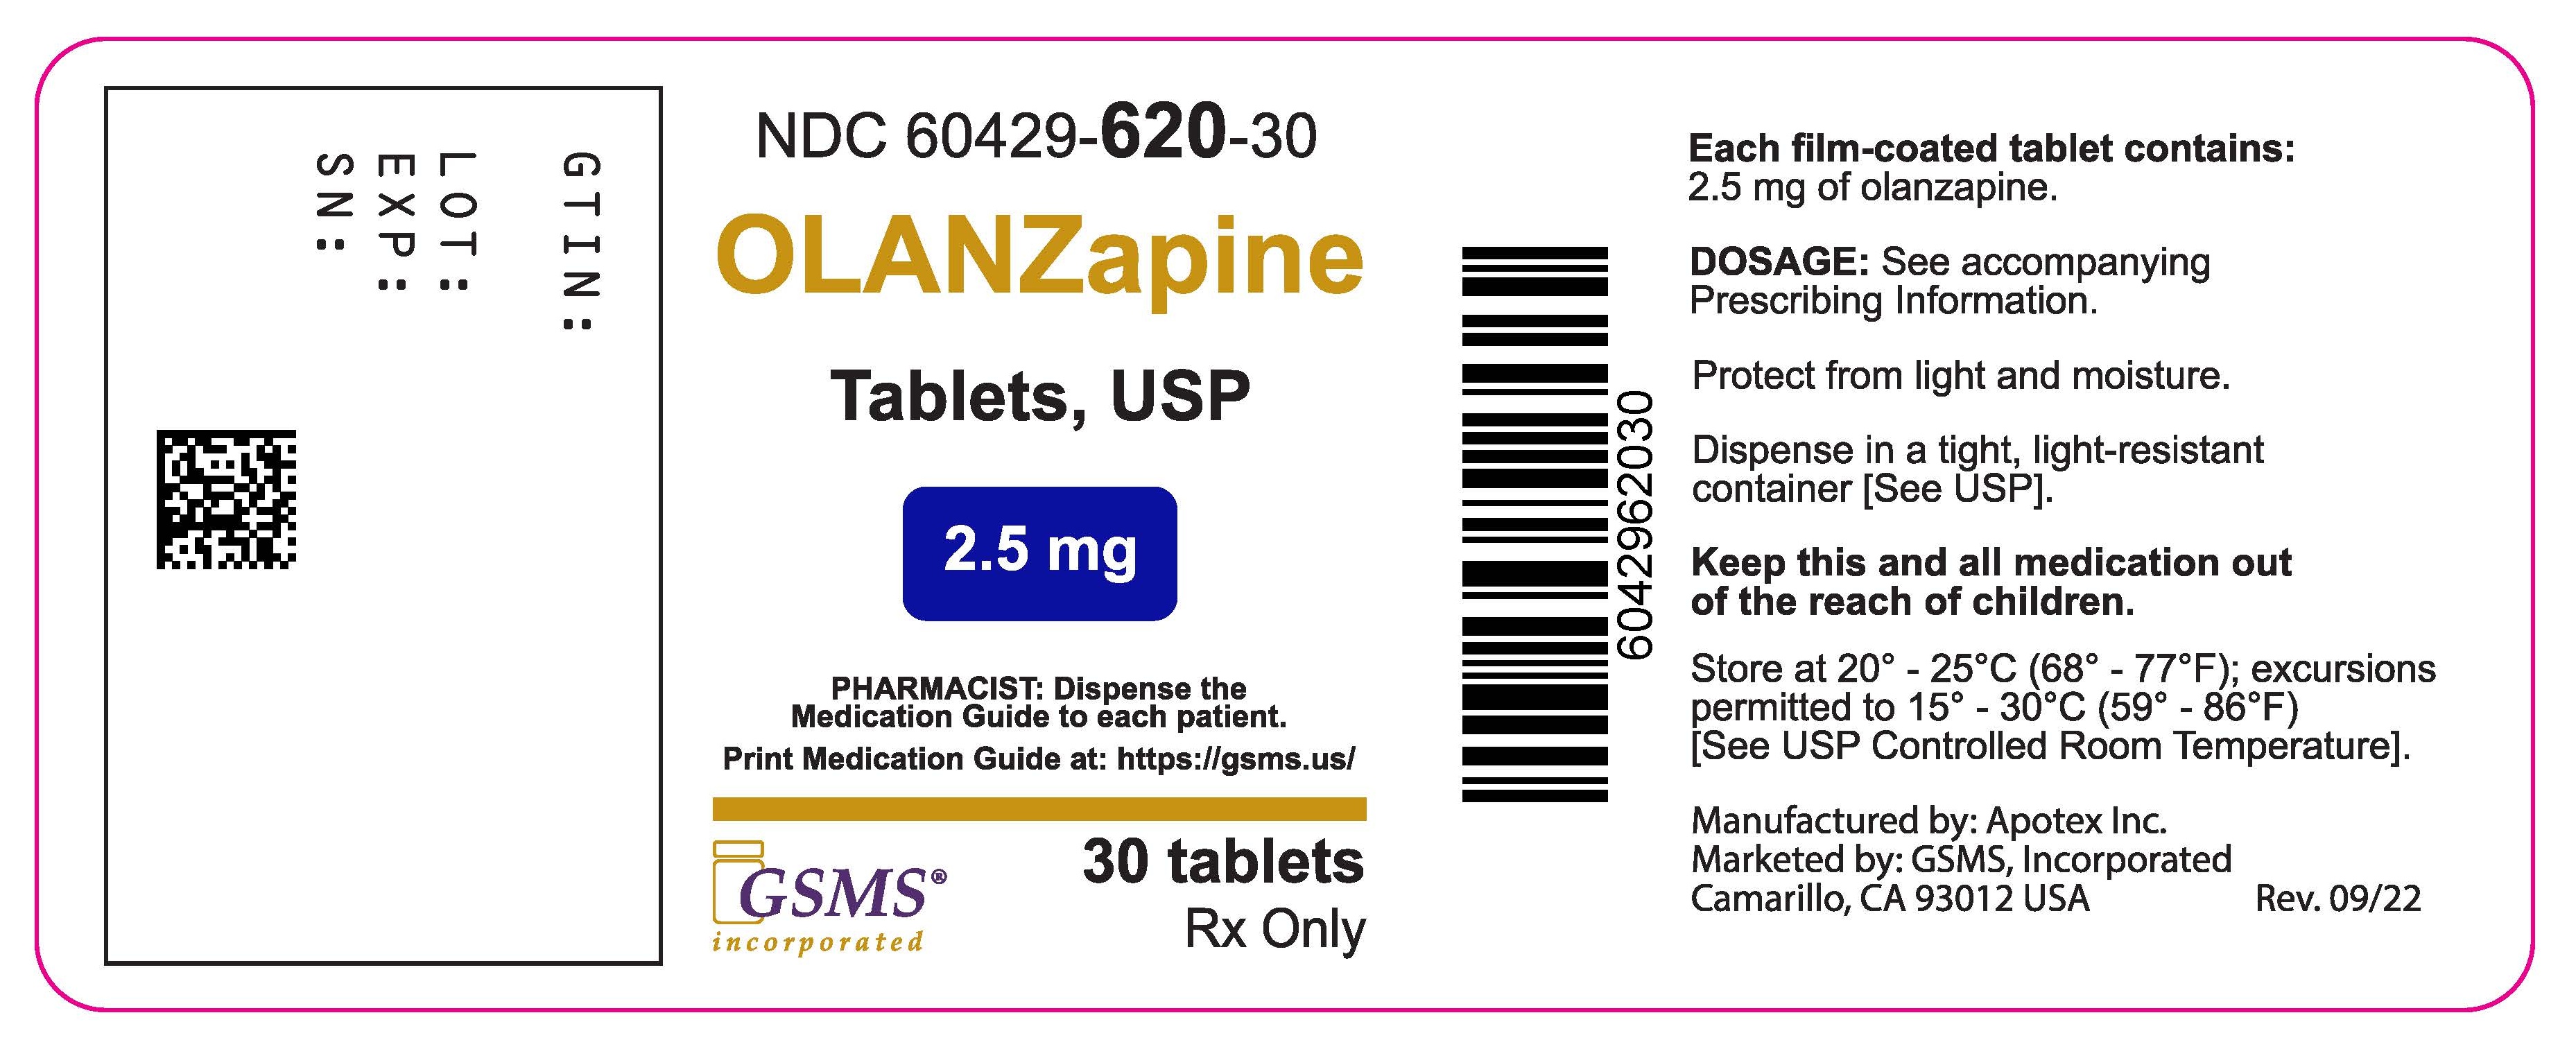 GTIN:
LOT:
EXP:
SN:
NDC 60429-620-30
OLANZapine
Tablets, USP
2.5 mg
PHARMACIST: Dispense the
Medication Guide to each patient.
Print Medication Guide at: https://gsms.us/
GSMS®
incorporated
30 tablets
Rx Only
6042962030
Each film-coated tablet contains:
2.5 mg of olanzapine.
DOSAGE: See accompanying
Prescribing Information.
Protect from light and moisture.
Dispense in a tight, light-resistant
container [See USP].
Keep this and all medication out
of the reach of children.
Store at 20° - 25°C (68° - 77°F); excursions
permitted to 15° - 30°C (59° - 86°F)
[See USP Controlled Room Temperature].
Manufactured by: Apotex Inc.
Marketed by: GSMS, Incorporated
Camarillo, CA 93012 USA Rev. 09/22